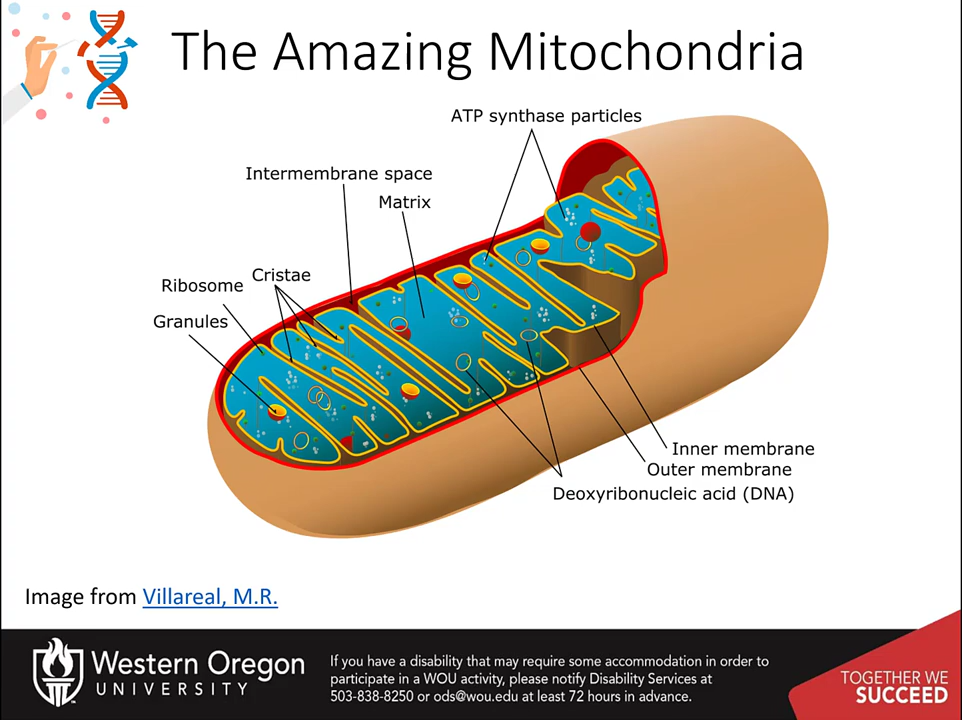 The Amazing Mitochondria
ATP synthase particles
Intermembrane space
Matrix
Cristae
Ribosome
Granules
Inner membrane
Outer membrane
Deoxyribonucleic acid (DNA)
Image from Villareal, M.R.
Western Oregon
UNIVERSITY
If you have a disability that may require some accommodation in order to
participate in a WOU activity, please notify Disability Services at
503-838-8250 or ods@wou.edu at least 72 hours in advance.
TOGETHER WE
SUCCEED